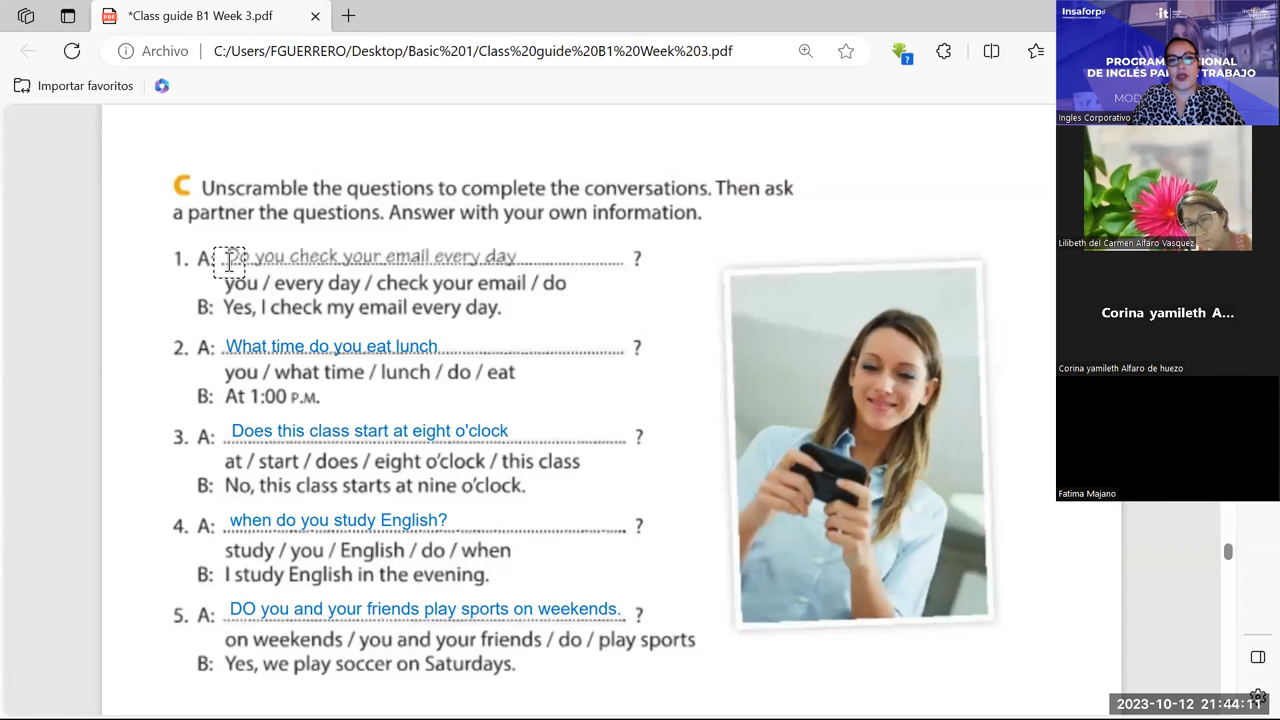 *Class guide B1 Week 3.pdf
Archivo
C:/Users/FGUERRERO/Desktop/Basic%201/Class%20guide%20B1%20Week%203.pdf
Importar favoritos
C Unscramble the questions to complete the conversations. Then ask
a partner the questions. Answer with your own information.
1. A: Do you check your email every day ?
you / every day / check your email / do
B: Yes, I check my email every day.
2. A: What time do you eat lunch ?
you / what time / lunch / do / eat
B: At 1:00 P.M.
3. A: Does this class start at eight o'clock ?
at / start / does / eight o'clock / this class
B: No, this class starts at nine o'clock.
4. A: when do you study English? ?
study / you / English / do / when
B: I study English in the evening.
5. A: DO you and your friends play sports on weekends. ?
on weekends / you and your friends / do / play sports
B: Yes, we play soccer on Saturdays.
Insaforp
it
PROGRAMA
DE INGLÉS PARA TRABAJO
MOD
Ingles Corporativo
Lilibeth del Carmen Alfaro Vasquez
Corina yamileth A...
Corina yamileth Alfaro de huezo
Fatima Majano
2023-10-12 21:44:11